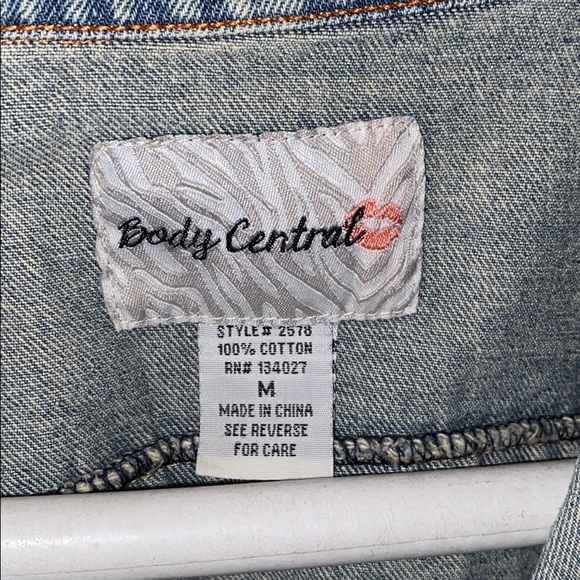 Body Central
STYLE# 2578
100% COTTON
RN# 134027
M
MADE IN CHINA
SEE REVERSE
FOR CARE